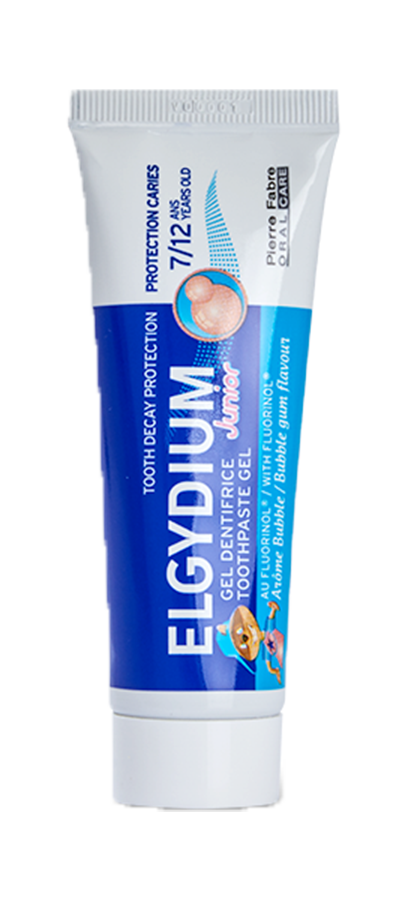 PROTECTION CARIES
7/12 ANS
YEARS OLD
Pierre Fabre
ORAL CARE
TOOTH DECAY PROTECTION
ELGYDIUM
Junior
GEL DENTIFRICE
TOOTHPASTE GEL
AU FLUORINOL® / WITH FLUORINOL®
Arôme Bubble / Bubble gum flavour